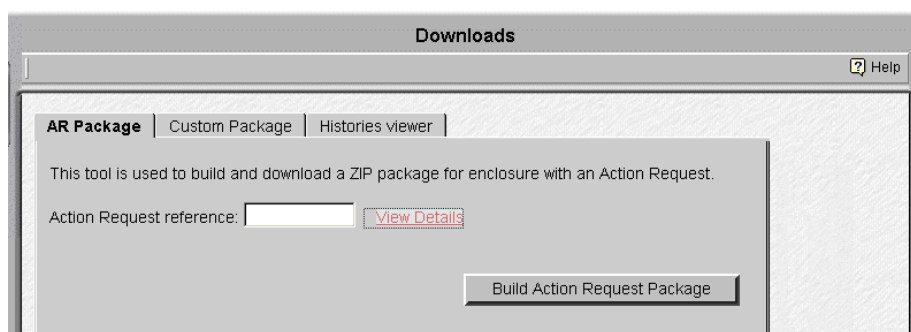 Downloads
Help
AR Package Custom Package Histories viewer
This tool is used to build and download a ZIP package for enclosure with an Action Request.
Action Request reference: View Details
Build Action Request Package